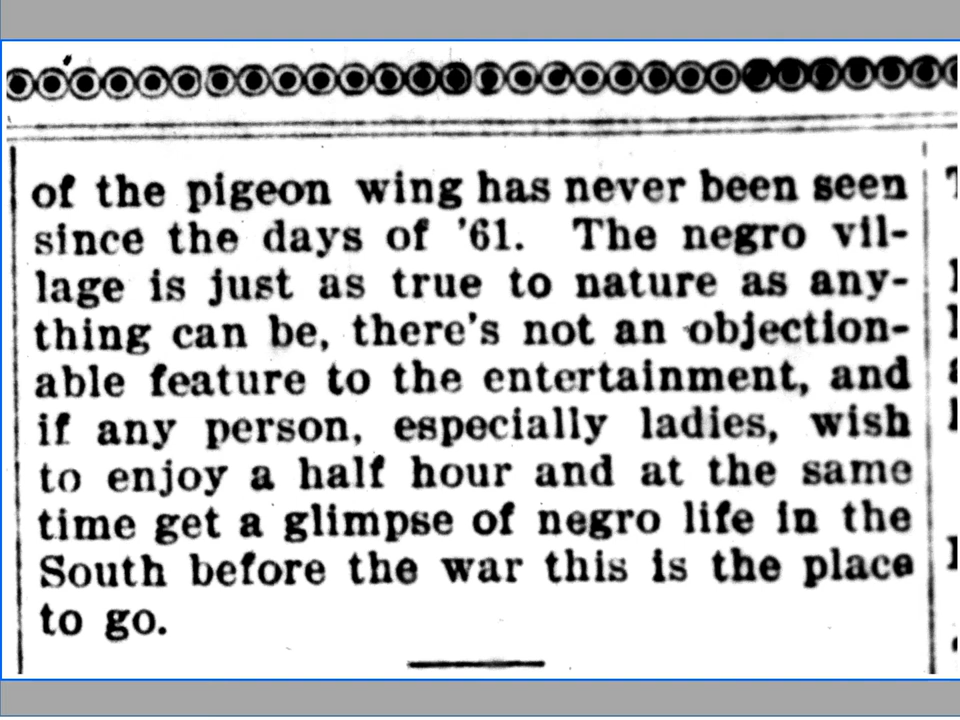 of the pigeon wing has never been seen
since the days of '61. The negro vil-
lage is just as true to nature as any-
thing can be, there's not an objection-
able feature to the entertainment, and
if any person, especially ladies, wish
to enjoy a half hour and at the same
time get a glimpse of negro life in the
South before the war this is the place
to go.